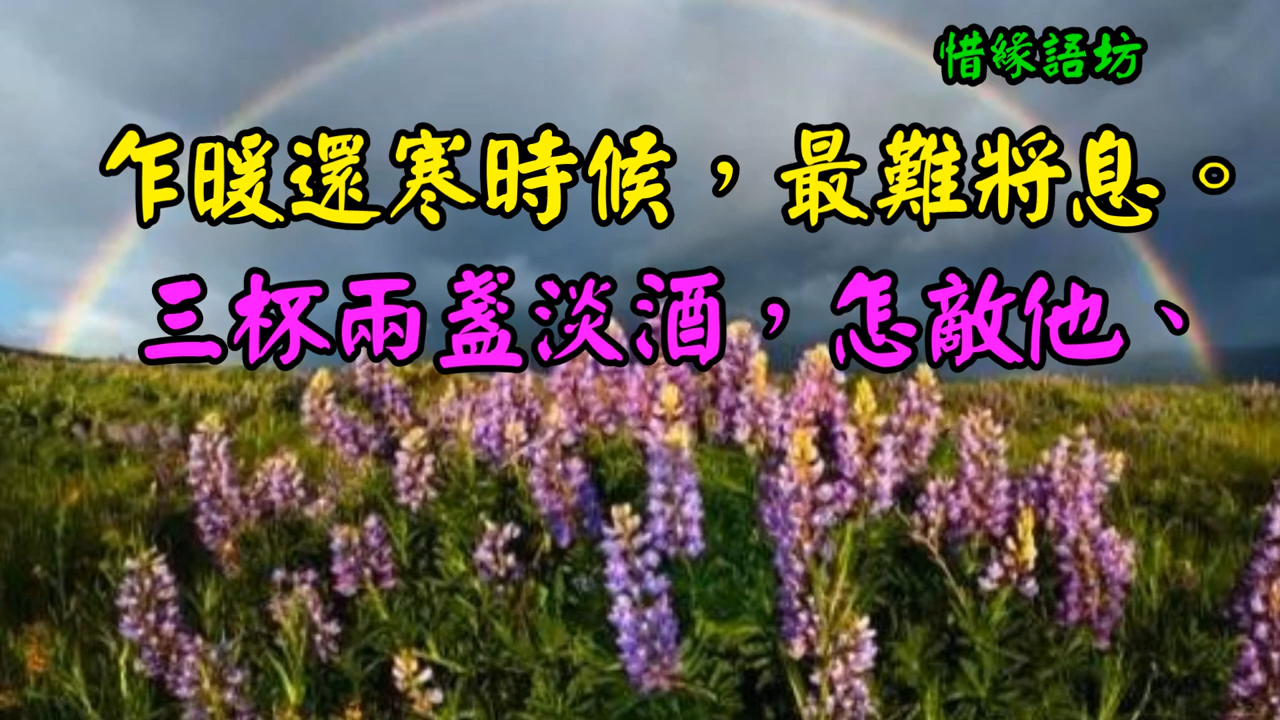 惜緣語坊
乍暖還寒時候，最難將息。
三杯兩盞淡酒，怎敵他、